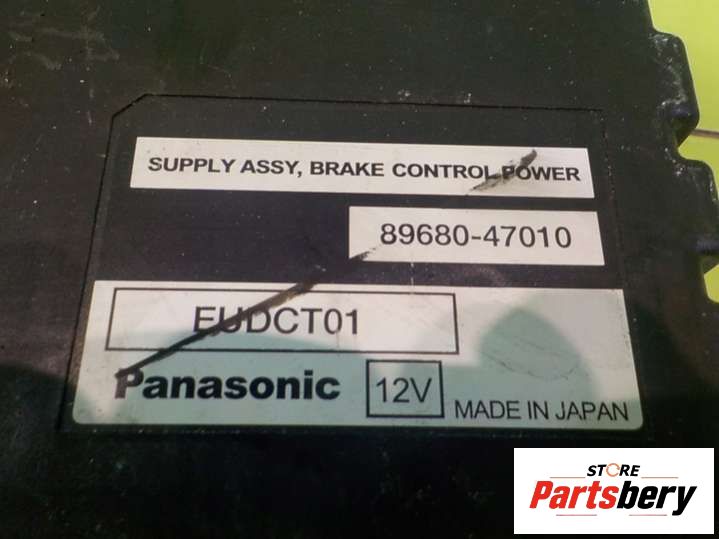 SUPPLY ASSY, BRAKE CONTROL POWER
89680-47010
EUDCT01
Panasonic 12V MADE IN JAPAN
STORE
Partsbery